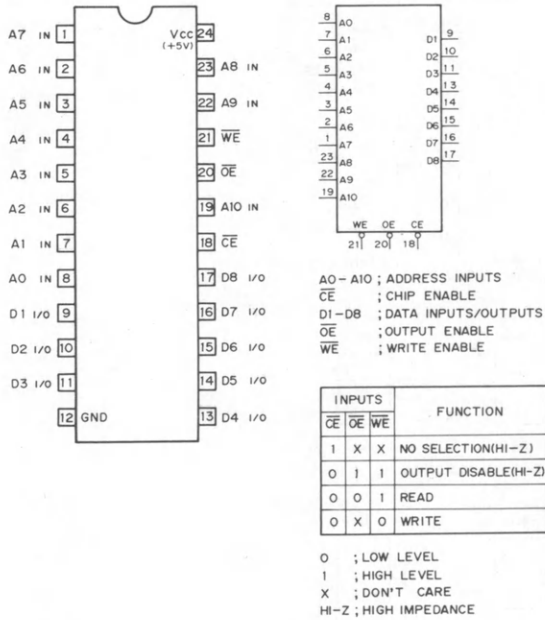 A7 IN 1
A6 IN 2
A5 IN 3
A4 IN 4
A3 IN 5
A2 IN 6
A1 IN 7
A0 IN 8
D1 I/O 9
D2 I/O 10
D3 I/O 11
12 GND
Vcc 24
(+5V)
23 A8 IN
22 A9 IN
21 WE
20 OE
19 A10 IN
18 CE
17 D8 I/O
16 D7 I/O
15 D6 I/O
14 D5 I/O
13 D4 I/O
8 A0
7 A1
6 A2
5 A3
4 A4
3 A5
2 A6
1 A7
23 A8
22 A9
19 A10
D1 9
D2 10
D3 11
D4 13
D5 14
D6 15
D7 16
D8 17
WE OE CE
21 20 18
A0-A10 ; ADDRESS INPUTS
CE ; CHIP ENABLE
D1-D8 ; DATA INPUTS/OUTPUTS
OE ; OUTPUT ENABLE
WE ; WRITE ENABLE
INPUTS FUNCTION
CE OE WE
1 X X NO SELECTION(HI-Z)
0 1 1 OUTPUT DISABLE(HI-Z)
0 0 1 READ
0 X 0 WRITE
0 ; LOW LEVEL
1 ; HIGH LEVEL
X ; DON'T CARE
HI-Z ; HIGH IMPEDANCE